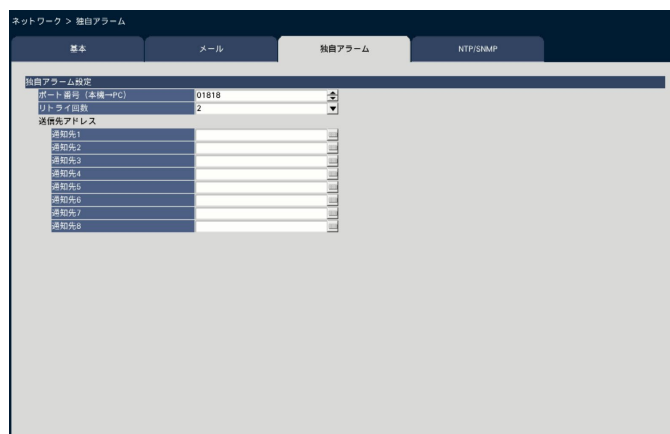 ネットワーク > 独自アラーム
基本 メール 独自アラーム NTP/SNMP
独自アラーム設定
ポート番号（本機→PC） 01818
リトライ回数 2
送信先アドレス
通知先1
通知先2
通知先3
通知先4
通知先5
通知先6
通知先7
通知先8